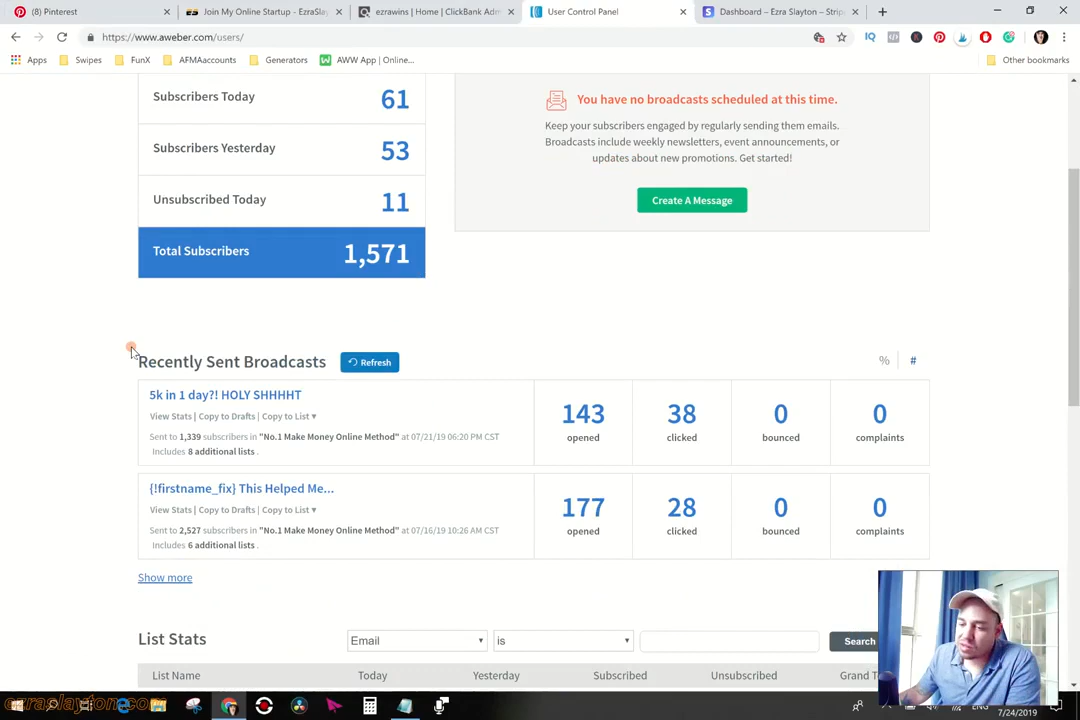 (8) Pinterest
Join My Online Startup - EzraSlay
ezrawins | Home | ClickBank Adm
User Control Panel
Dashboard – Ezra Slayton – Strip
https://www.aweber.com/users/
IQ
Apps
Swipes
FunX
AFMAaccounts
Generators
AWW App | Online...
Other bookmarks
Subscribers Today
61
Subscribers Yesterday
53
Unsubscribed Today
11
Total Subscribers
1,571
You have no broadcasts scheduled at this time.
Keep your subscribers engaged by regularly sending them emails.
Broadcasts include weekly newsletters, event announcements, or
updates about new promotions. Get started!
Create A Message
Recently Sent Broadcasts
Refresh
% | #
5k in 1 day?! HOLY SHHHHT
View Stats | Copy to Drafts | Copy to List ▾
Sent to 1,339 subscribers in "No.1 Make Money Online Method" at 07/21/19 06:20 PM CST
Includes 8 additional lists .
143
opened
38
clicked
0
bounced
0
complaints
{!firstname_fix} This Helped Me...
View Stats | Copy to Drafts | Copy to List ▾
Sent to 2,527 subscribers in "No.1 Make Money Online Method" at 07/16/19 10:26 AM CST
Includes 6 additional lists .
177
opened
28
clicked
0
bounced
0
complaints
Show more
List Stats
Email
is
Search
List Name
Today
Yesterday
Subscribed
Unsubscribed
Grand T
ezraslayton.com
ENG
7/24/2019